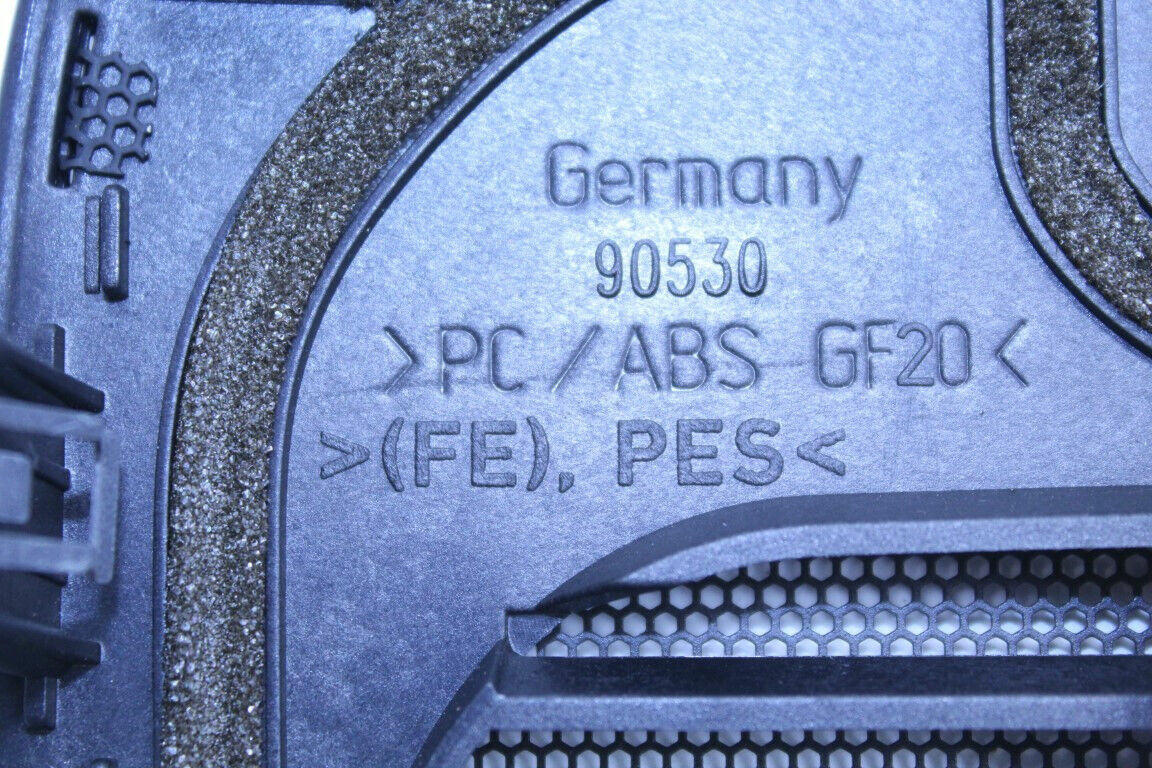 Germany
90530
>PC/ABS GF20<
>(FE), PES<